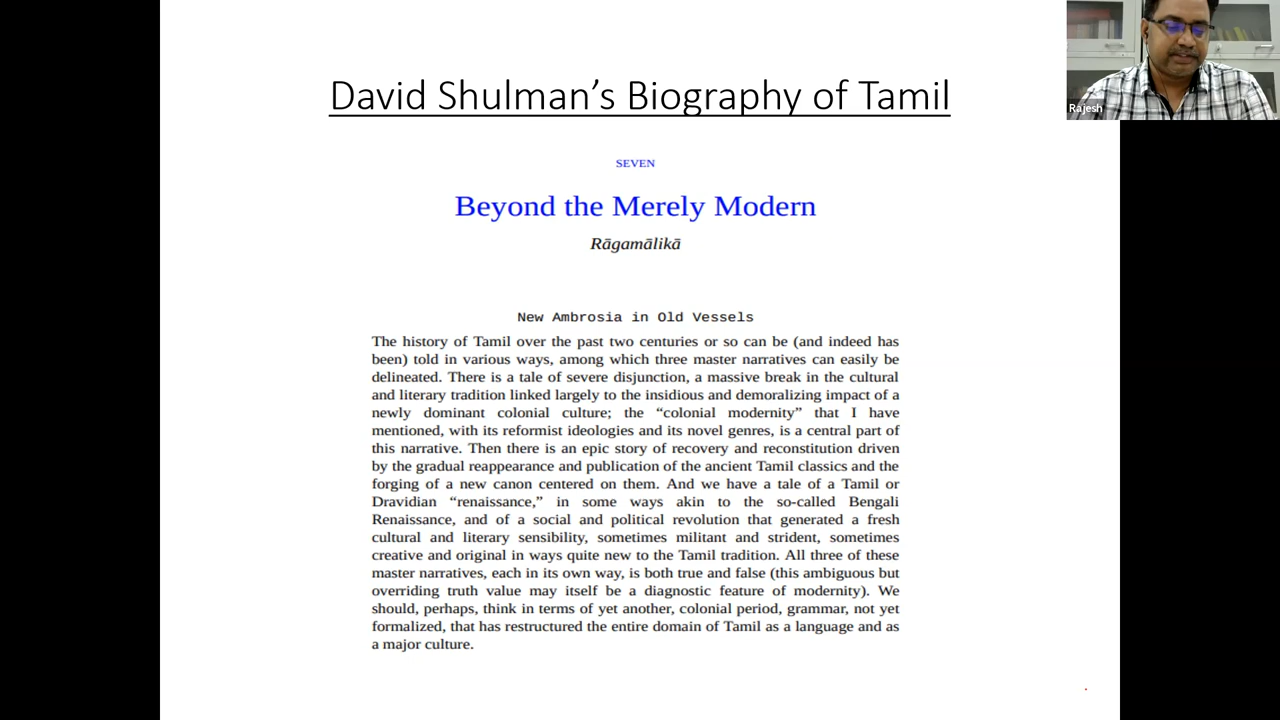 David Shulman’s Biography of Tamil
SEVEN
Beyond the Merely Modern
Rāgamālikā
New Ambrosia in Old Vessels
The history of Tamil over the past two centuries or so can be (and indeed has
been) told in various ways, among which three master narratives can easily be
delineated. There is a tale of severe disjunction, a massive break in the cultural
and literary tradition linked largely to the insidious and demoralizing impact of a
newly dominant colonial culture; the “colonial modernity” that I have
mentioned, with its reformist ideologies and its novel genres, is a central part of
this narrative. Then there is an epic story of recovery and reconstitution driven
by the gradual reappearance and publication of the ancient Tamil classics and the
forging of a new canon centered on them. And we have a tale of a Tamil or
Dravidian “renaissance,” in some ways akin to the so-called Bengali
Renaissance, and of a social and political revolution that generated a fresh
cultural and literary sensibility, sometimes militant and strident, sometimes
creative and original in ways quite new to the Tamil tradition. All three of these
master narratives, each in its own way, is both true and false (this ambiguous but
overriding truth value may itself be a diagnostic feature of modernity). We
should, perhaps, think in terms of yet another, colonial period, grammar, not yet
formalized, that has restructured the entire domain of Tamil as a language and as
a major culture.
Rajesh